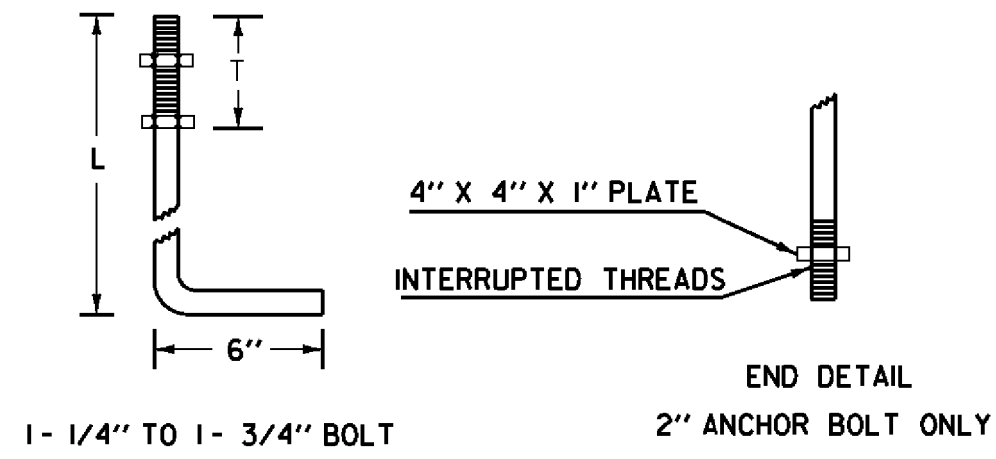 L
T
6"
1- 1/4" TO 1- 3/4" BOLT
4" X 4" X 1" PLATE
INTERRUPTED THREADS
END DETAIL
2" ANCHOR BOLT ONLY